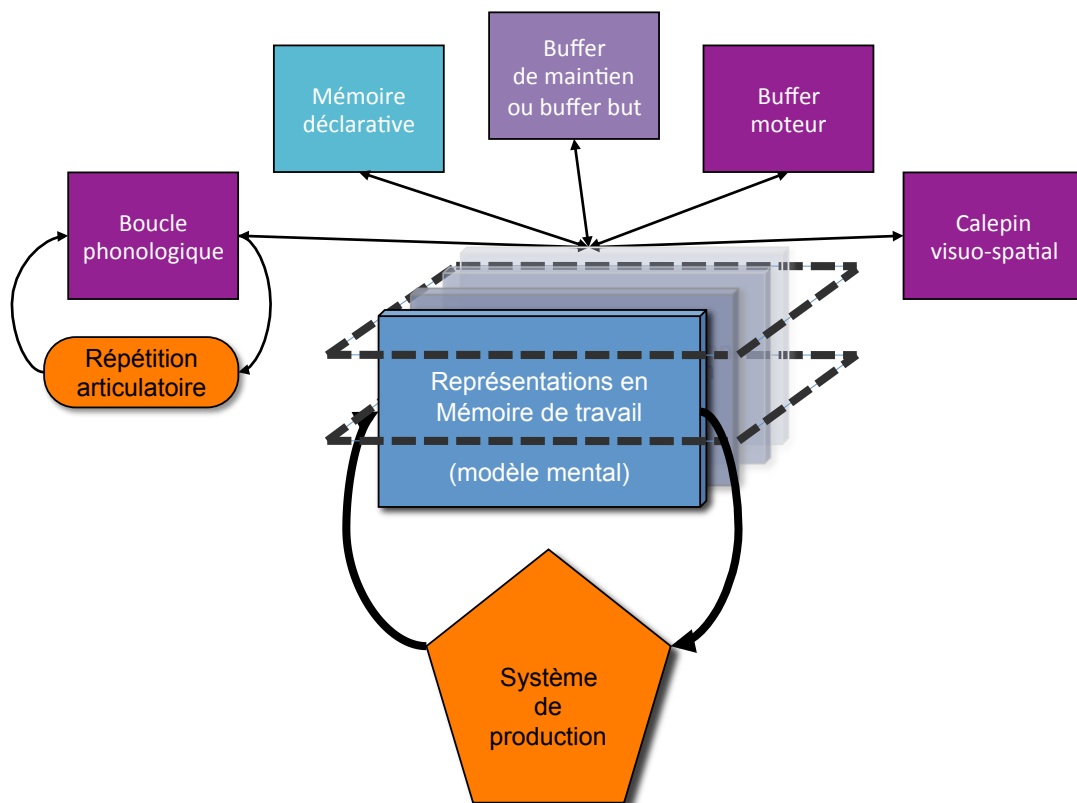 Buffer
de maintien
ou buffer but
Mémoire
déclarative
Buffer
moteur
Boucle
phonologique
Calepin
visuo-spatial
Répétition
articulatoire
Représentations en
Mémoire de travail
(modèle mental)
Système
de
production